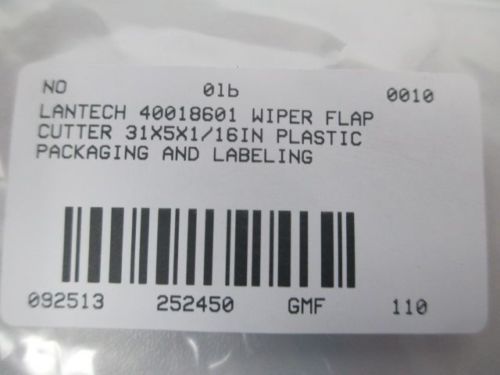 NO 0lb 0010
LANTECH 40018601 WIPER FLAP
CUTTER 31X5X1/16IN PLASTIC
PACKAGING AND LABELING
092513 252450 GMF 110